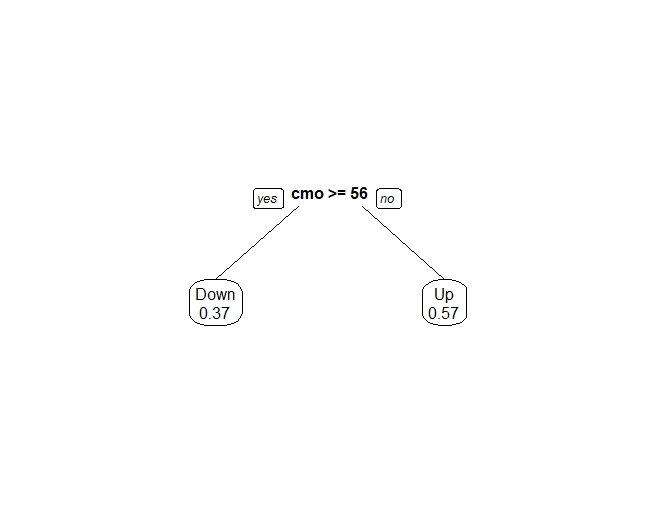 yes
cmo >= 56
no
Down
0.37
Up
0.57